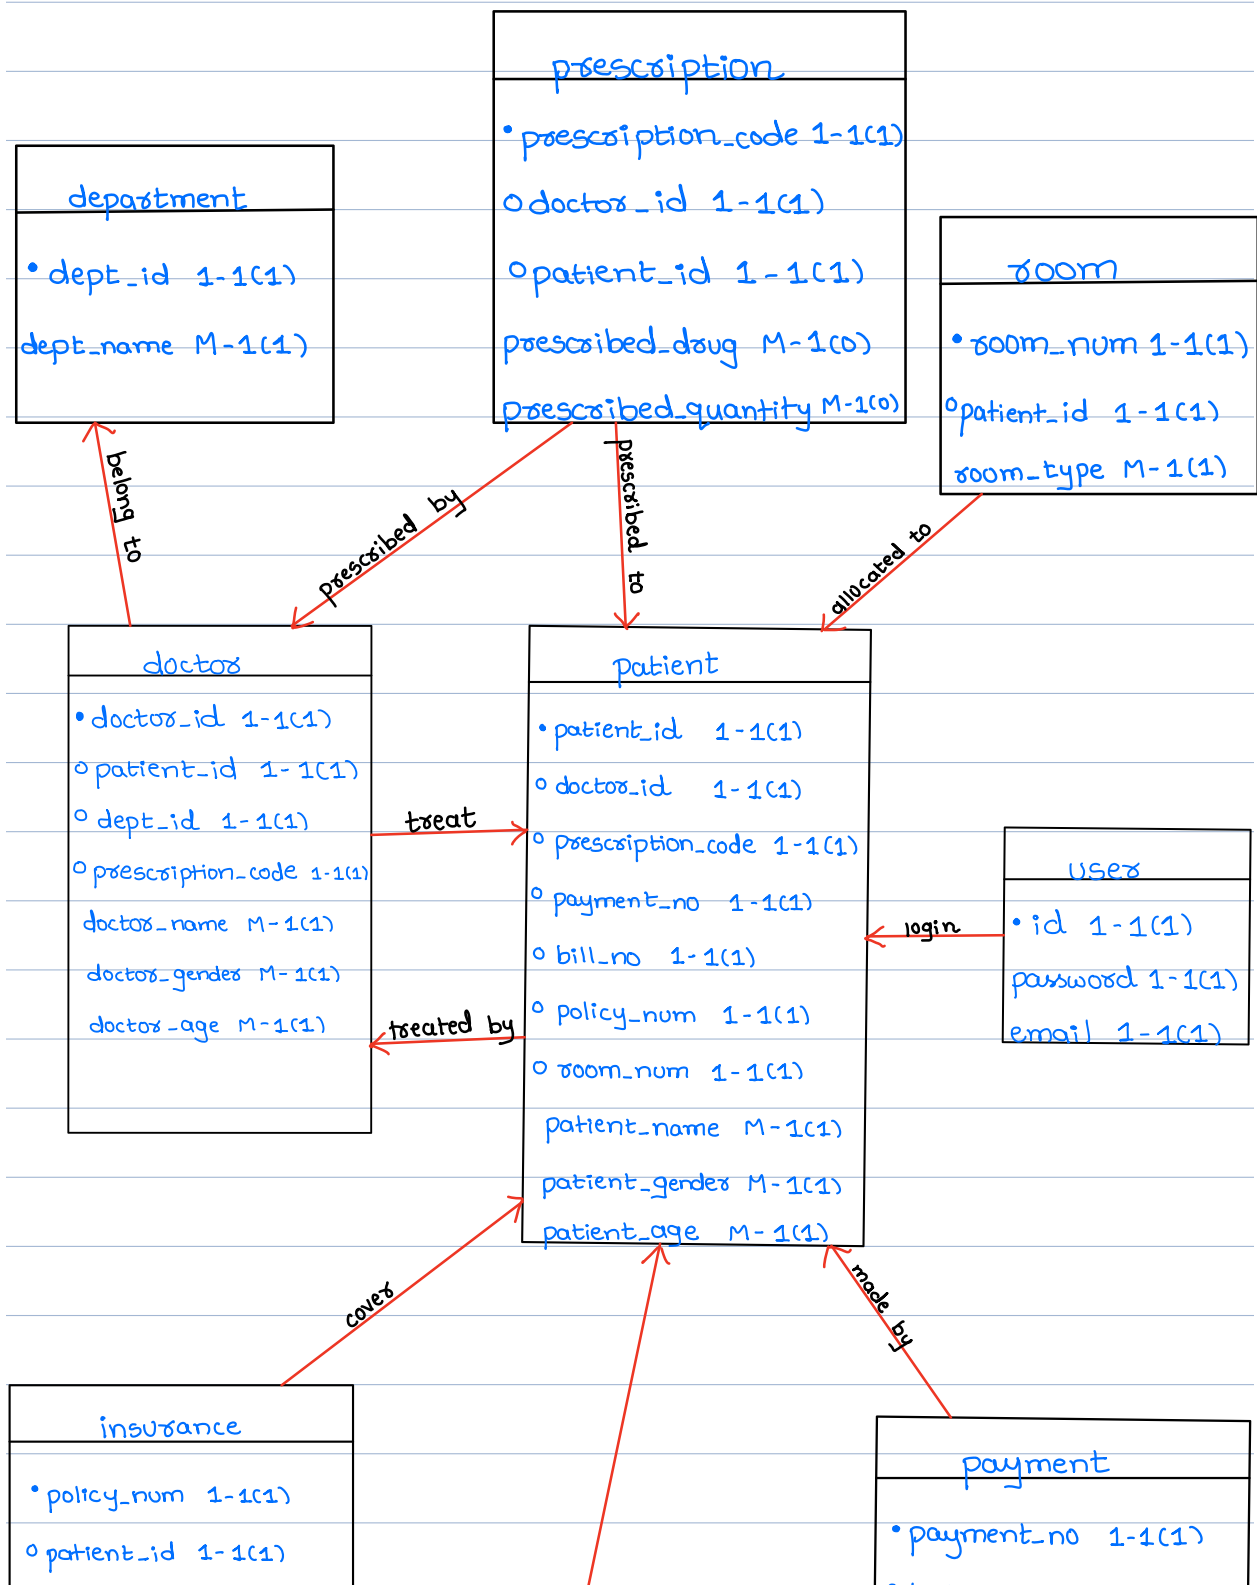 prescription
• prescription_code 1-1(1)
o doctor_id 1-1(1)
o patient_id 1-1(1)
prescribed_drug M-1(0)
prescribed_quantity M-1(0)
department
• dept_id 1-1(1)
dept_name M-1(1)
room
• room_num 1-1(1)
o patient_id 1-1(1)
room_type M-1(1)
belong to
prescribed by
prescribed to
allocated to
doctor
• doctor_id 1-1(1)
o patient_id 1-1(1)
o dept_id 1-1(1)
o prescription_code 1-1(1)
doctor_name M-1(1)
doctor_gender M-1(1)
doctor_age M-1(1)
treat
treated by
patient
• patient_id 1-1(1)
o doctor_id 1-1(1)
o prescription_code 1-1(1)
o payment_no 1-1(1)
o bill_no 1-1(1)
o policy_num 1-1(1)
o room_num 1-1(1)
patient_name M-1(1)
patient_gender M-1(1)
patient_age M-1(1)
login
user
• id 1-1(1)
password 1-1(1)
email 1-1(1)
cover
made by
insurance
• policy_num 1-1(1)
o patient_id 1-1(1)
payment
• payment_no 1-1(1)